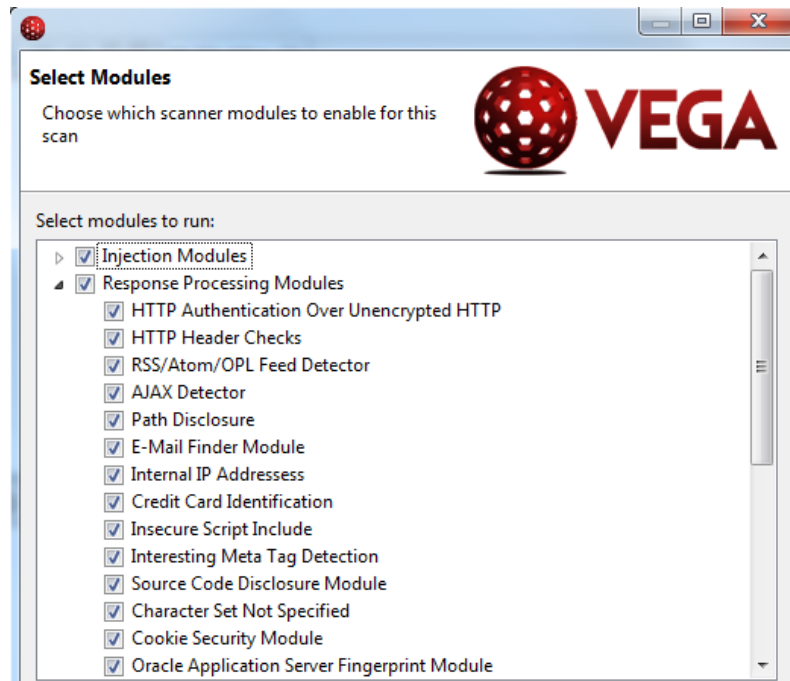 Select Modules
Choose which scanner modules to enable for this
scan
VEGA
Select modules to run:
Injection Modules
Response Processing Modules
HTTP Authentication Over Unencrypted HTTP
HTTP Header Checks
RSS/Atom/OPL Feed Detector
AJAX Detector
Path Disclosure
E-Mail Finder Module
Internal IP Addressess
Credit Card Identification
Insecure Script Include
Interesting Meta Tag Detection
Source Code Disclosure Module
Character Set Not Specified
Cookie Security Module
Oracle Application Server Fingerprint Module